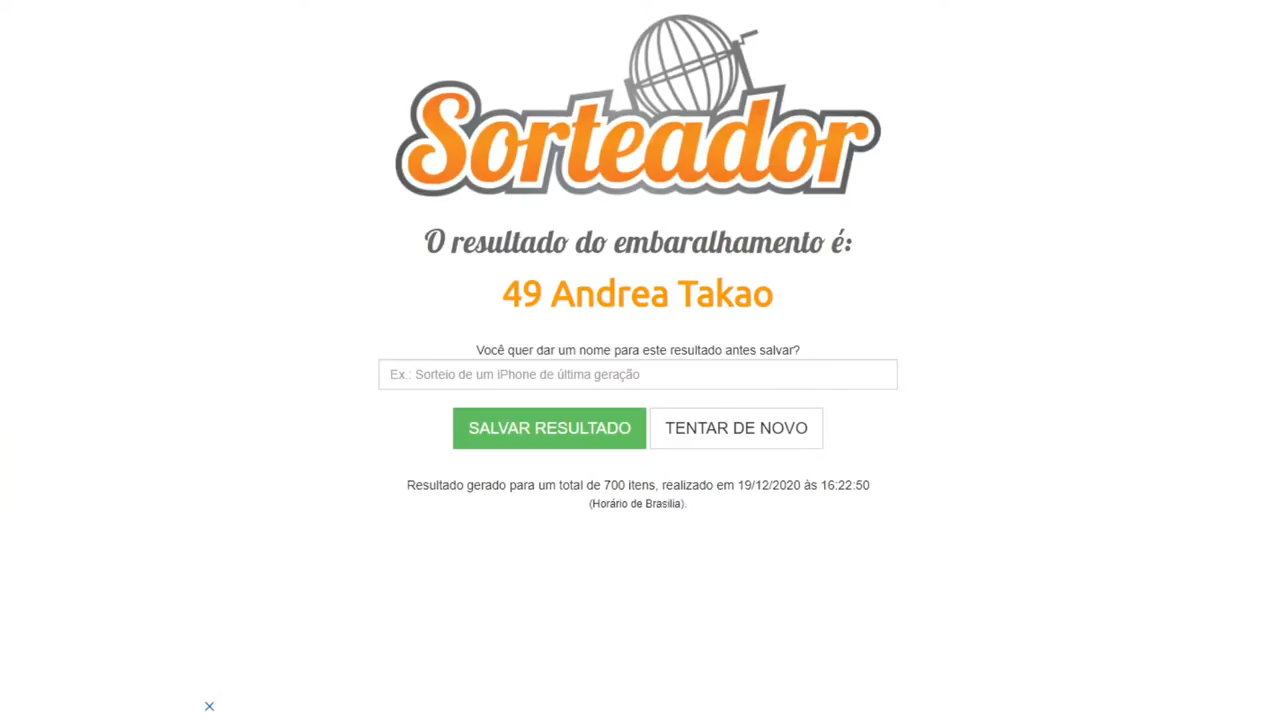 Sorteador
O resultado do embaralhamento é:
49 Andrea Takao
Você quer dar um nome para este resultado antes salvar?
Ex.: Sorteio de um iPhone de última geração
SALVAR RESULTADO TENTAR DE NOVO
Resultado gerado para um total de 700 itens, realizado em 19/12/2020 às 16:22:50
(Horário de Brasilia).